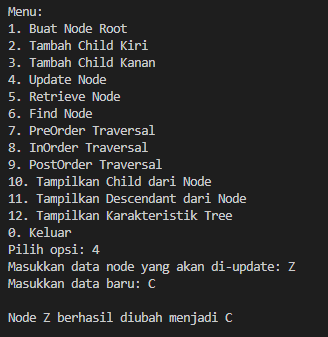 Menu:
1. Buat Node Root
2. Tambah Child Kiri
3. Tambah Child Kanan
4. Update Node
5. Retrieve Node
6. Find Node
7. PreOrder Traversal
8. InOrder Traversal
9. PostOrder Traversal
10. Tampilkan Child dari Node
11. Tampilkan Descendant dari Node
12. Tampilkan Karakteristik Tree
0. Keluar
Pilih opsi: 4
Masukkan data node yang akan di-update: Z
Masukkan data baru: C
Node Z berhasil diubah menjadi C